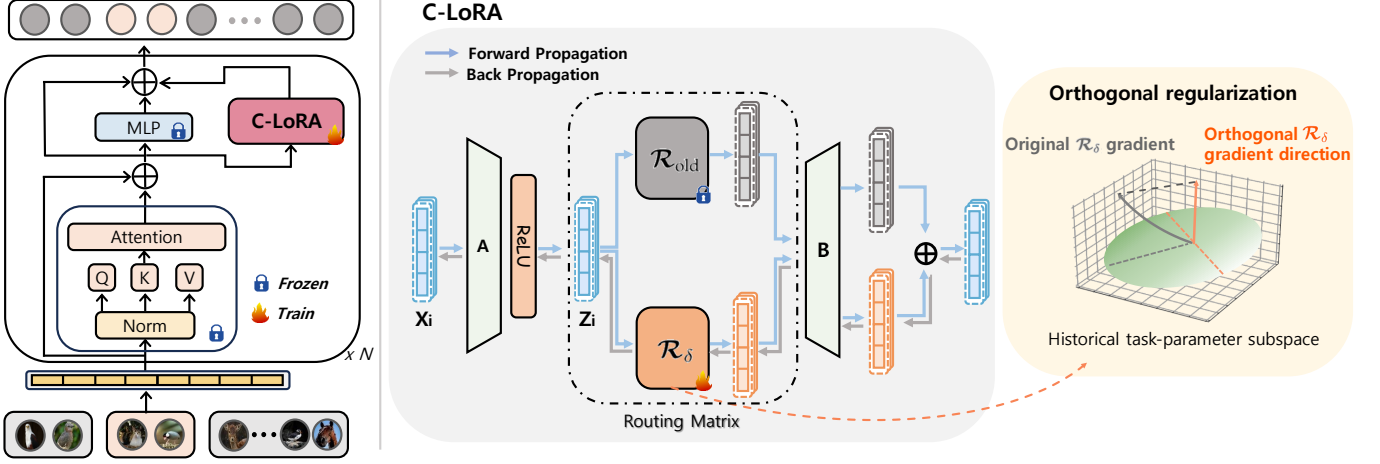 C-LoRA
MLP
Attention
Q K V
Norm
Frozen
Train
x N
C-LoRA
Forward Propagation
Back Propagation
Xi
A
ReLU
Zi
ℛold
ℛδ
B
Routing Matrix
Orthogonal regularization
Original ℛδ gradient
Orthogonal ℛδ
gradient direction
Historical task-parameter subspace